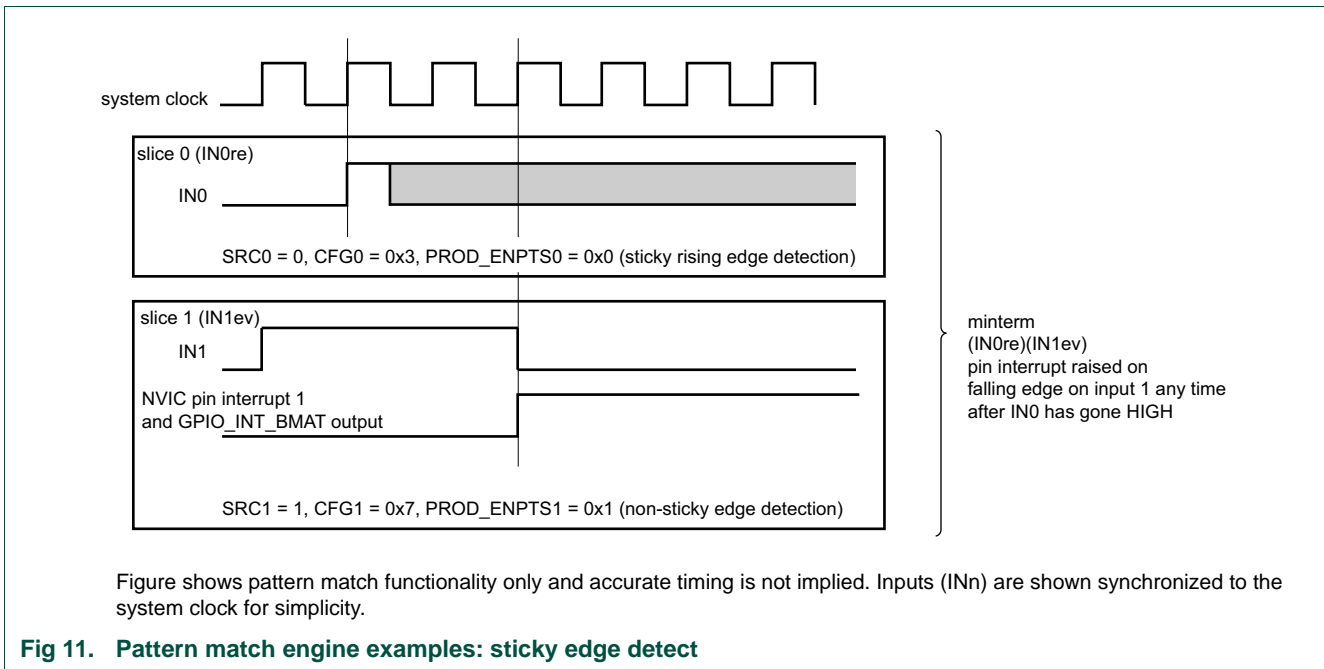 system clock
slice 0 (IN0re)
IN0
SRC0 = 0, CFG0 = 0x3, PROD_ENPTS0 = 0x0 (sticky rising edge detection)
slice 1 (IN1ev)
IN1
NVIC pin interrupt 1
and GPIO_INT_BMAT output
SRC1 = 1, CFG1 = 0x7, PROD_ENPTS1 = 0x1 (non-sticky edge detection)
minterm
(IN0re)(IN1ev)
pin interrupt raised on
falling edge on input 1 any time
after IN0 has gone HIGH
Figure shows pattern match functionality only and accurate timing is not implied. Inputs (INn) are shown synchronized to the
system clock for simplicity.
Fig 11. Pattern match engine examples: sticky edge detect